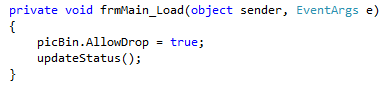 private void frmMain_Load(object sender, EventArgs e)
{
    picBin.AllowDrop = true;
    updateStatus();
}